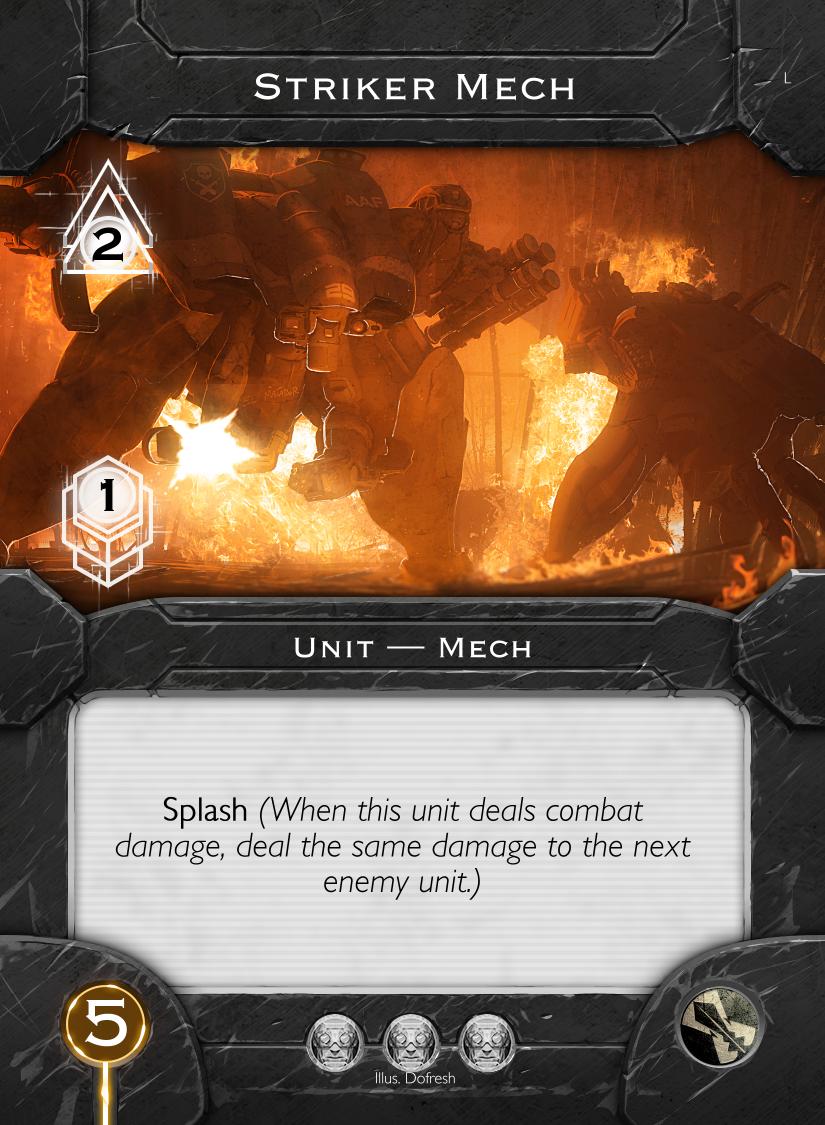 Striker Mech
L
AAF
2
1
Unit — Mech
Splash (When this unit deals combat
damage, deal the same damage to the next
enemy unit.)
5
Illus. Dofresh